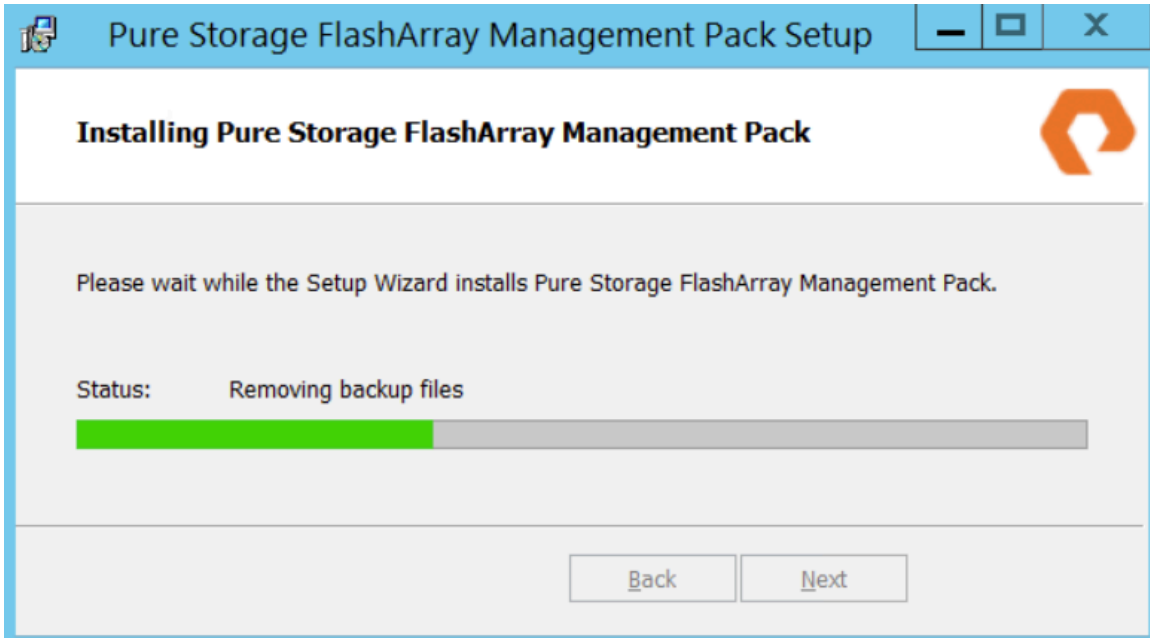 Pure Storage FlashArray Management Pack Setup
Installing Pure Storage FlashArray Management Pack
Please wait while the Setup Wizard installs Pure Storage FlashArray Management Pack.
Status: Removing backup files
Back Next